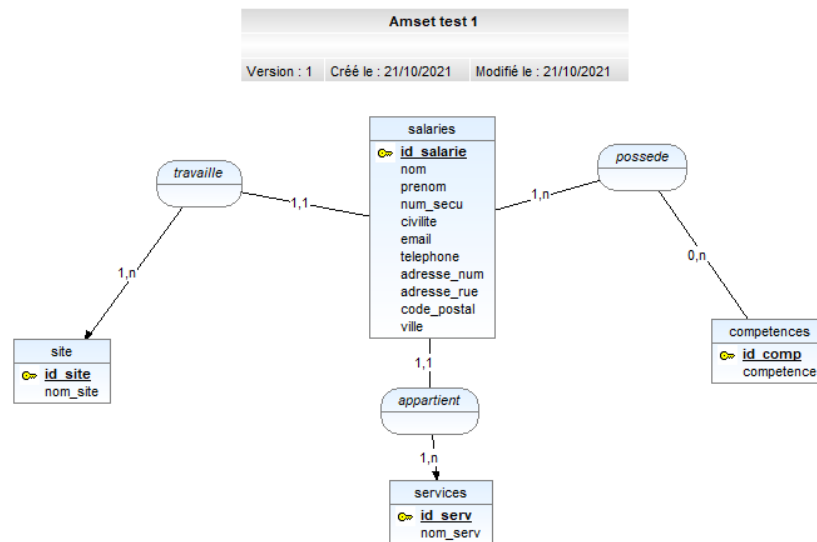 Amset test 1
Version : 1 Créé le : 21/10/2021 Modifié le : 21/10/2021
salaries
id_salarie
nom
prenom
num_secu
civilite
email
telephone
adresse_num
adresse_rue
code_postal
ville
travaille
1,1
1,n
possede
1,n
0,n
site
id_site
nom_site
competences
id_comp
competence
1,1
appartient
1,n
services
id_serv
nom_serv